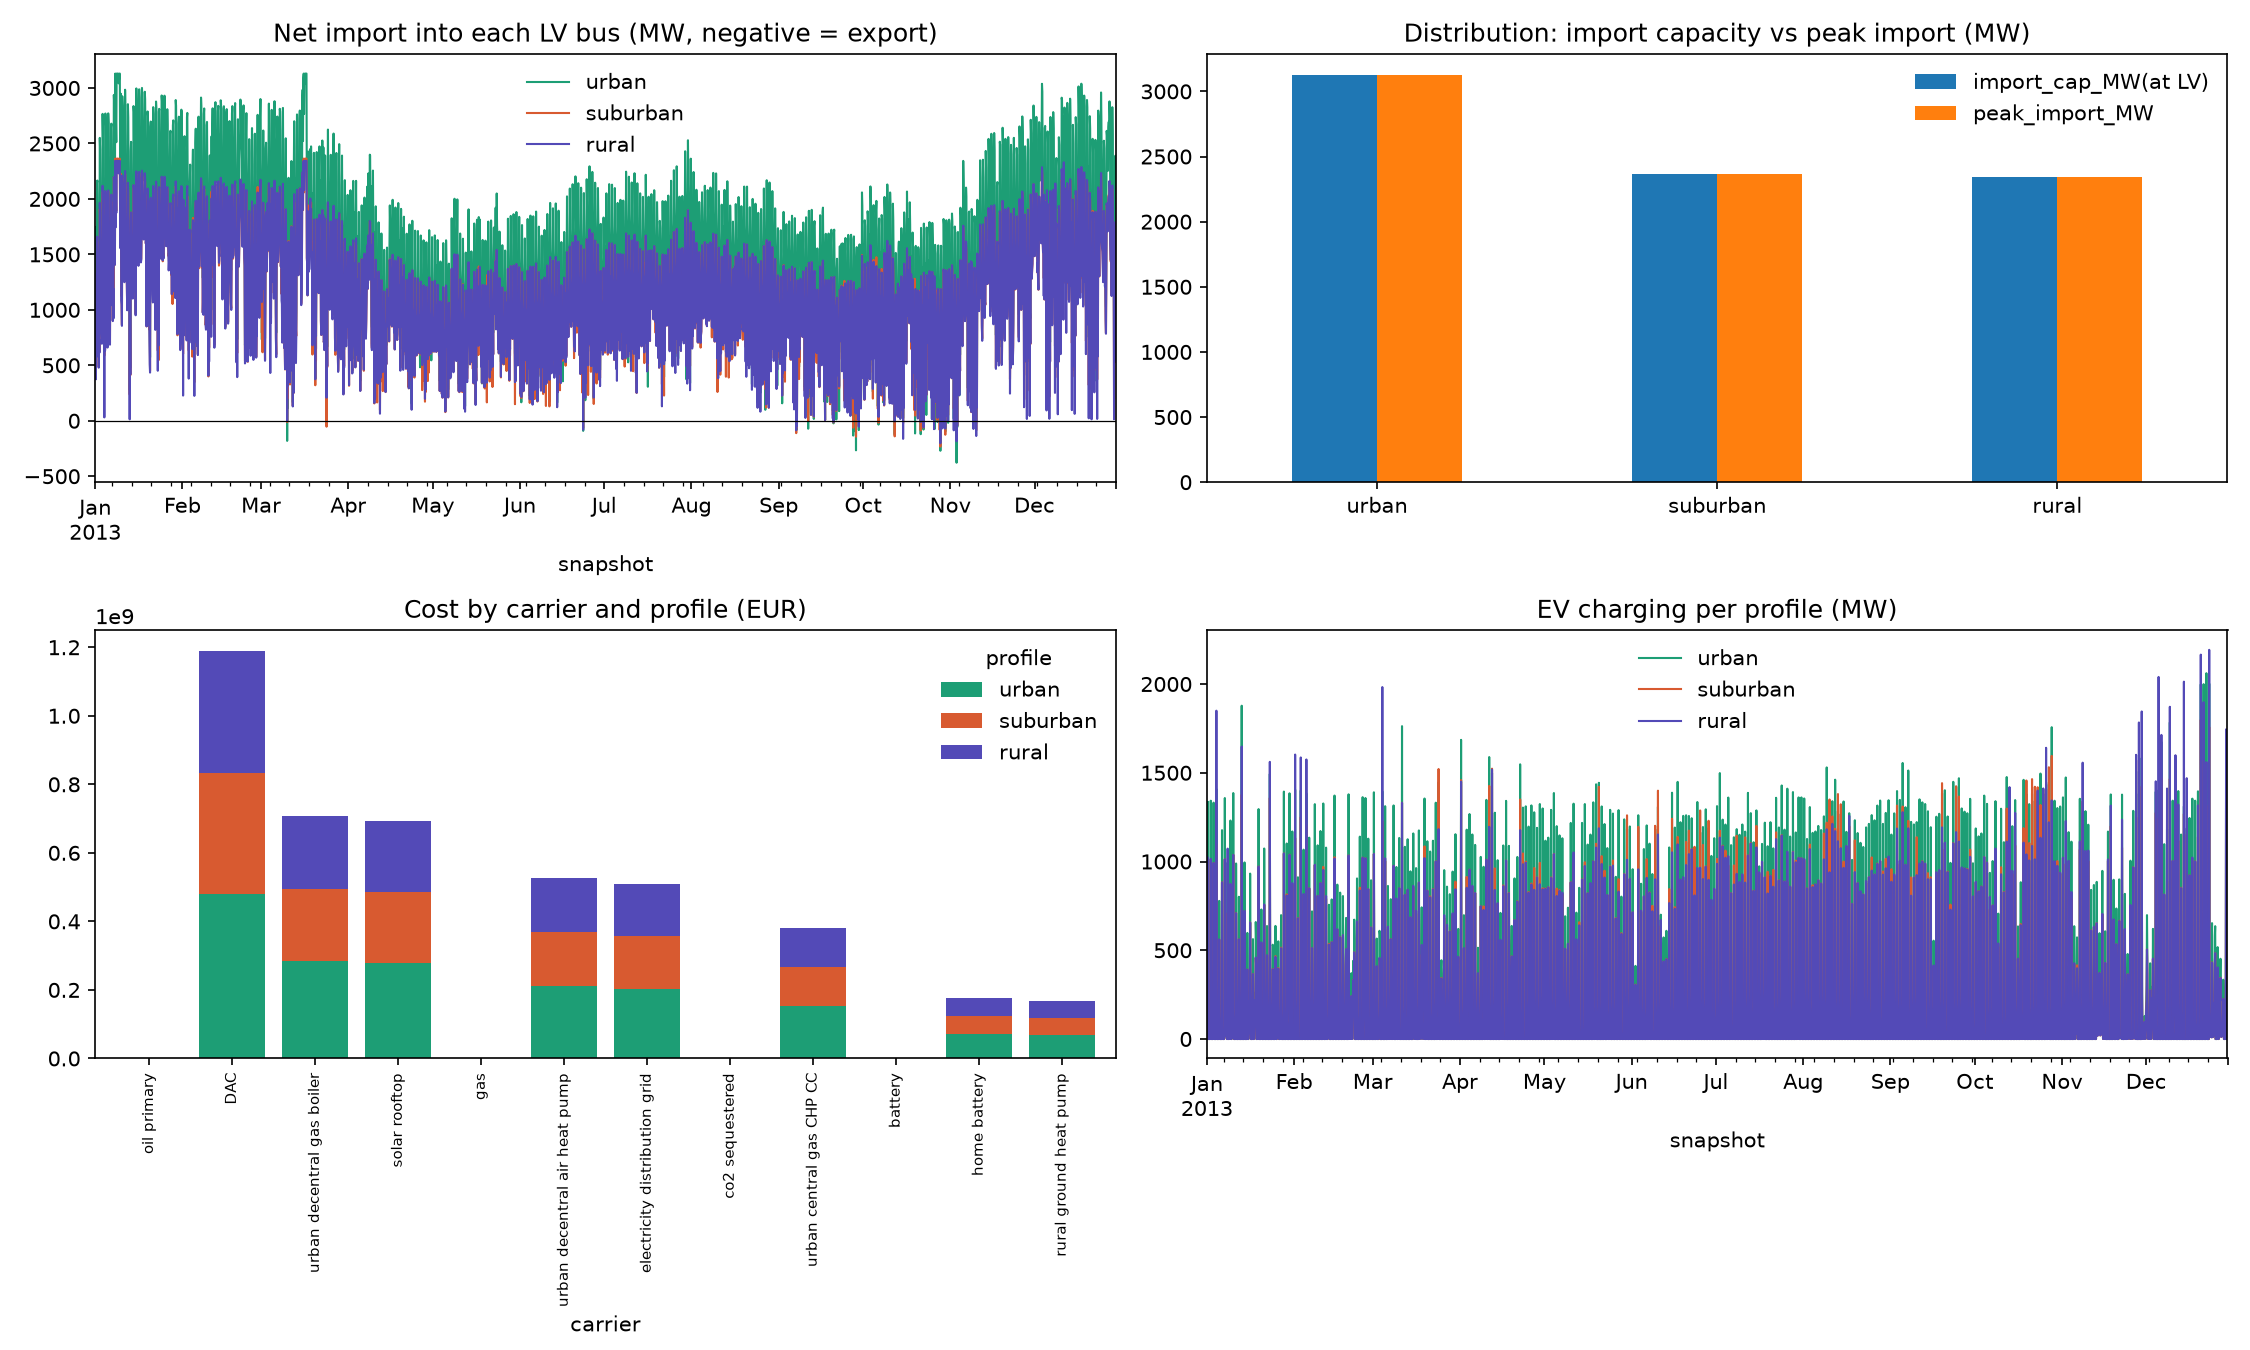 Net import into each LV bus (MW, negative = export)
3000
2500
2000
1500
1000
500
0
−500
urban
suburban
rural
Jan
2013
Feb
Mar
Apr
May
Jun
Jul
Aug
Sep
Oct
Nov
Dec
snapshot
Distribution: import capacity vs peak import (MW)
3000
2500
2000
1500
1000
500
0
import_cap_MW(at LV)
peak_import_MW
urban
suburban
rural
Cost by carrier and profile (EUR)
1e9
1.2
1.0
0.8
0.6
0.4
0.2
0.0
profile
urban
suburban
rural
oil primary
DAC
urban decentral gas boiler
solar rooftop
gas
urban decentral air heat pump
electricity distribution grid
co2 sequestered
urban central gas CHP CC
battery
home battery
rural ground heat pump
carrier
EV charging per profile (MW)
2000
1500
1000
500
0
urban
suburban
rural
Jan
2013
Feb
Mar
Apr
May
Jun
Jul
Aug
Sep
Oct
Nov
Dec
snapshot